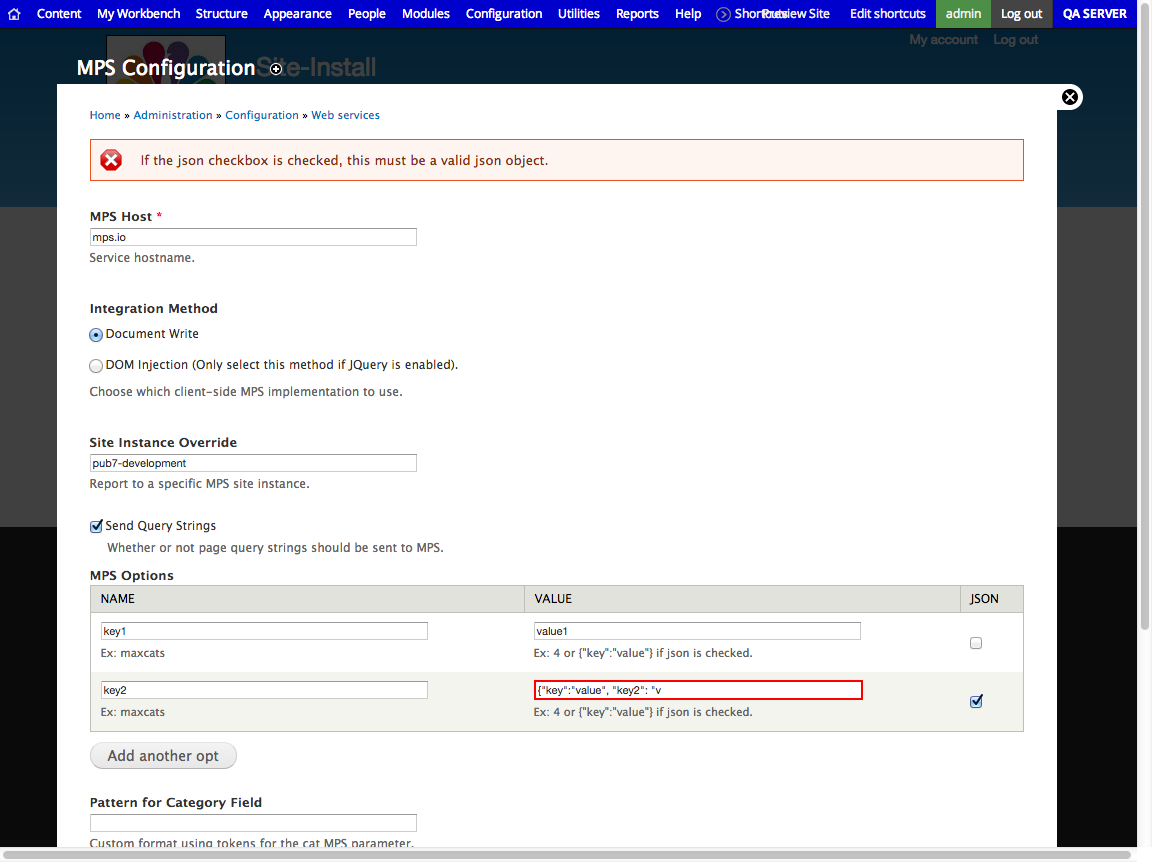 Content My Workbench Structure Appearance People Modules Configuration Utilities Reports Help Shortcuts Preview Site Edit shortcuts admin Log out QA SERVER
My account Log out
MPS Configuration Site-Install
Home » Administration » Configuration » Web services
If the json checkbox is checked, this must be a valid json object.
MPS Host *
mps.io
Service hostname.
Integration Method
Document Write
DOM Injection (Only select this method if JQuery is enabled).
Choose which client-side MPS implementation to use.
Site Instance Override
pub7-development
Report to a specific MPS site instance.
Send Query Strings
Whether or not page query strings should be sent to MPS.
MPS Options
NAME VALUE JSON
key1 value1
Ex: maxcats Ex: 4 or {"key":"value"} if json is checked.
key2 {"key":"value", "key2": "v
Ex: maxcats Ex: 4 or {"key":"value"} if json is checked.
Add another opt
Pattern for Category Field
Custom format using tokens for the cat MPS parameter.